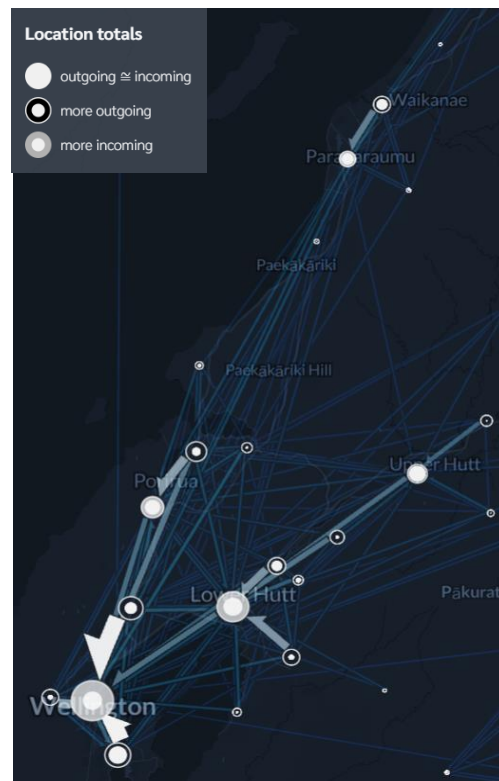 Location totals
outgoing ≅ incoming
more outgoing
more incoming
Waikanae
Paraparaumu
Paekākāriki
Paekākāriki Hill
Upper Hutt
Porirua
Lower Hutt
Pākurat
Wellington